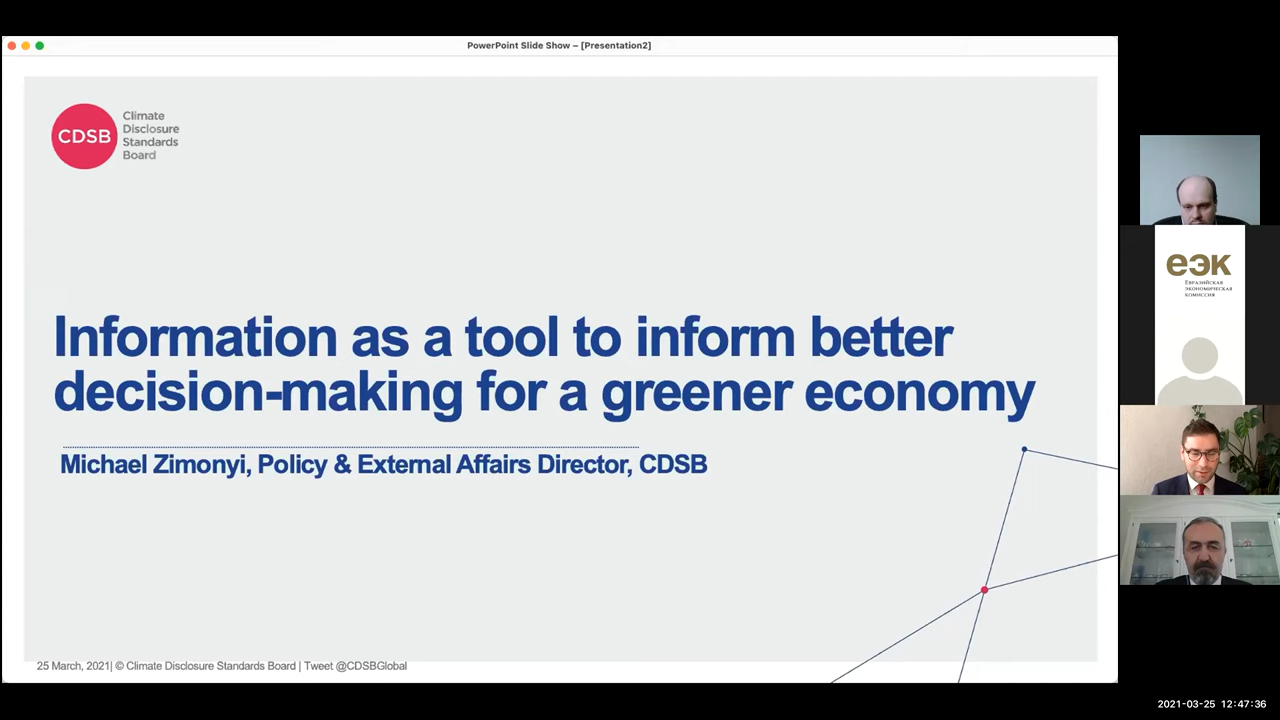 PowerPoint Slide Show – [Presentation2]
CDSB
Climate
Disclosure
Standards
Board
Information as a tool to inform better
decision-making for a greener economy
Michael Zimonyi, Policy & External Affairs Director, CDSB
25 March, 2021| © Climate Disclosure Standards Board | Tweet @CDSBGlobal
еэк
Евразийская
экономическая
комиссия
2021-03-25 12:47:36